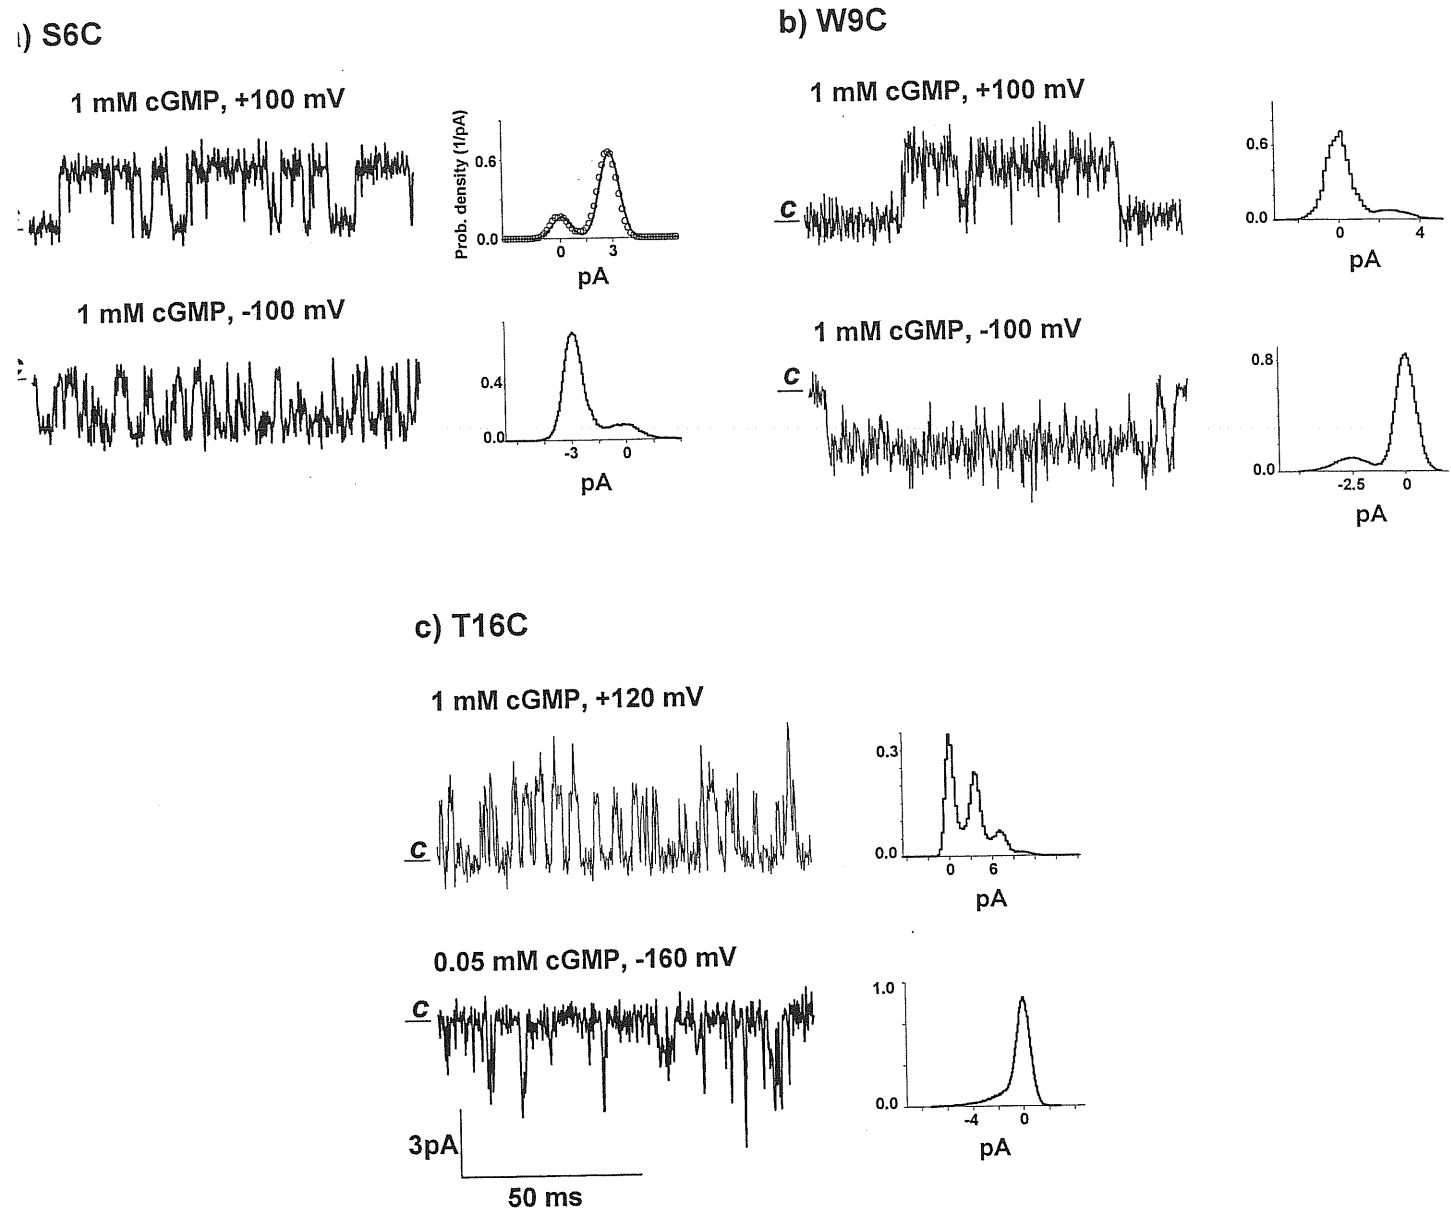 ) S6C
1 mM cGMP, +100 mV
Prob. density (1/pA)
0.6
0.0
0 3
pA
1 mM cGMP, -100 mV
0.4
0.0
-3 0
pA
b) W9C
1 mM cGMP, +100 mV
c
0.6
0.0
0 4
pA
1 mM cGMP, -100 mV
c
0.8
0.0
-2.5 0
pA
c) T16C
1 mM cGMP, +120 mV
c
0.3
0.0
0 6
pA
0.05 mM cGMP, -160 mV
c
1.0
0.0
-4 0
pA
3pA
50 ms